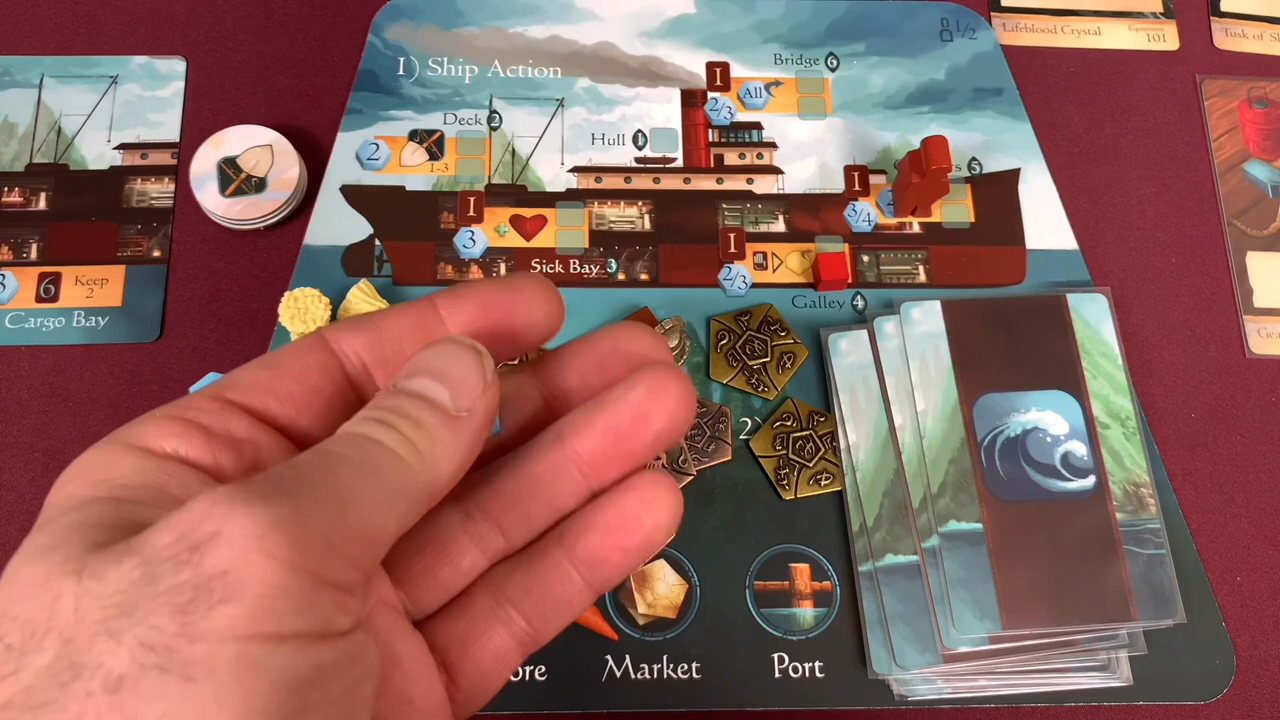 1) Ship Action
1/2
Lifeblood Crystal
Equipment
101
Tusk of
Bridge 6
I
2/3
All
Deck 2
2
1-3
Hull 1
5
I
3/4
I
3
Sick Bay 3
I
2/3
Galley 4
6
Keep
2
Cargo Bay
2)
Market
Port